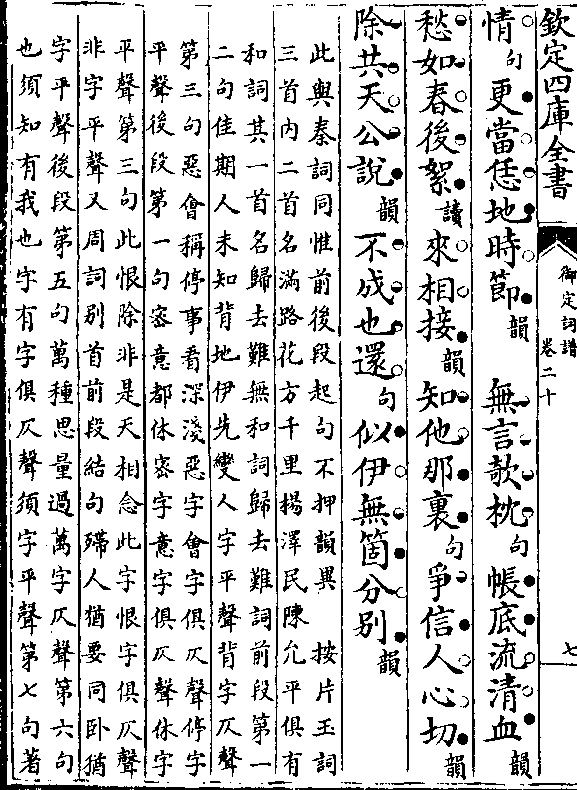 欽定四庫全書
御定詞譜
卷二十
七
情句更當恁地時節韻　無言欹枕句帳底流清血韻
愁如春後絮讀來相接韻知他那裏句爭信人心切韻
除共天公說韻不成也還句似伊無箇分別韻
此與秦詞同惟前後段起句不押韻異　按片玉詞
三首內二首名滿路花方千里楊澤民陳允平俱有
和詞其一首名歸去難無和詞歸去難詞前段第一
二句佳期人未知背地伊先變人字平聲背字仄聲
第三句惡會稱停事看深淺惡字會字俱仄聲停字
平聲後段第一句密意都休密字意字俱仄聲休字
平聲第三句此恨除非是天相念此字恨字俱仄聲
非字平聲又周詞別首前段結句殢人猶要同卧猶
字平聲後段第五句萬種思量過萬字仄聲第六句
也須知有我也字有字俱仄聲須字平聲第七句著